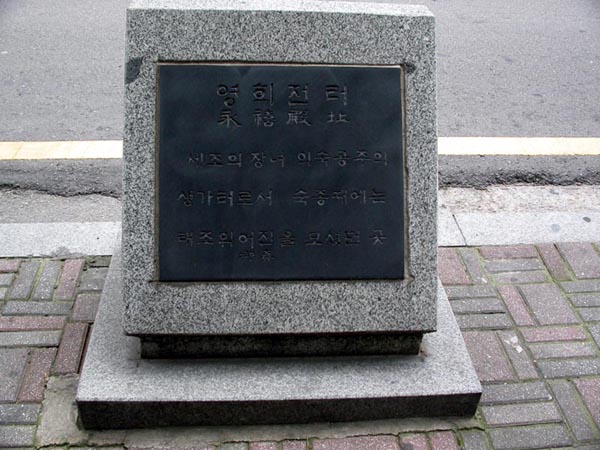 영희전터
永禧殿址
세조의 장녀 의숙공주의
생가터로서 숙종때에는
태조의어진을 모사던 곳